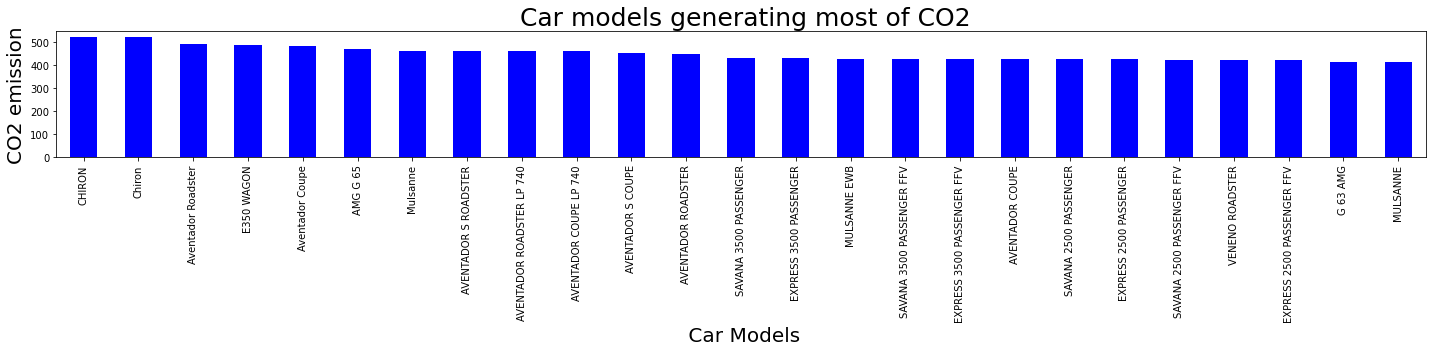 Car models generating most of CO2
CO2 emission
500
400
300
200
100
0
CHIRON
Chiron
Aventador Roadster
E350 WAGON
Aventador Coupe
AMG G 65
Mulsanne
AVENTADOR S ROADSTER
AVENTADOR ROADSTER LP 740
AVENTADOR COUPE LP 740
AVENTADOR S COUPE
AVENTADOR ROADSTER
SAVANA 3500 PASSENGER
EXPRESS 3500 PASSENGER
MULSANNE EWB
SAVANA 3500 PASSENGER FFV
EXPRESS 3500 PASSENGER FFV
AVENTADOR COUPE
SAVANA 2500 PASSENGER
EXPRESS 2500 PASSENGER
SAVANA 2500 PASSENGER FFV
VENENO ROADSTER
EXPRESS 2500 PASSENGER FFV
G 63 AMG
MULSANNE
Car Models